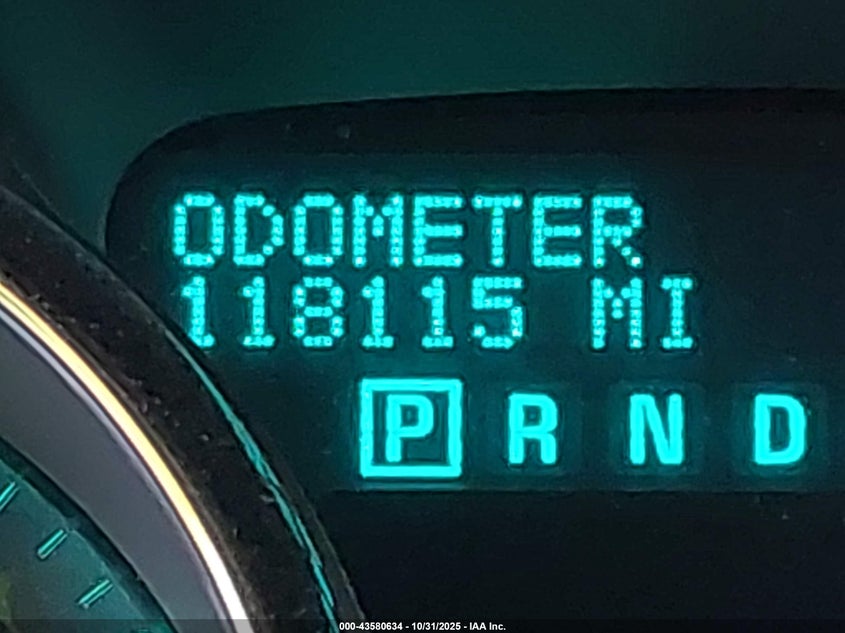 ODOMETER
118115 MI
P R N D
000-43580634 - 10/31/2025 - IAA Inc.